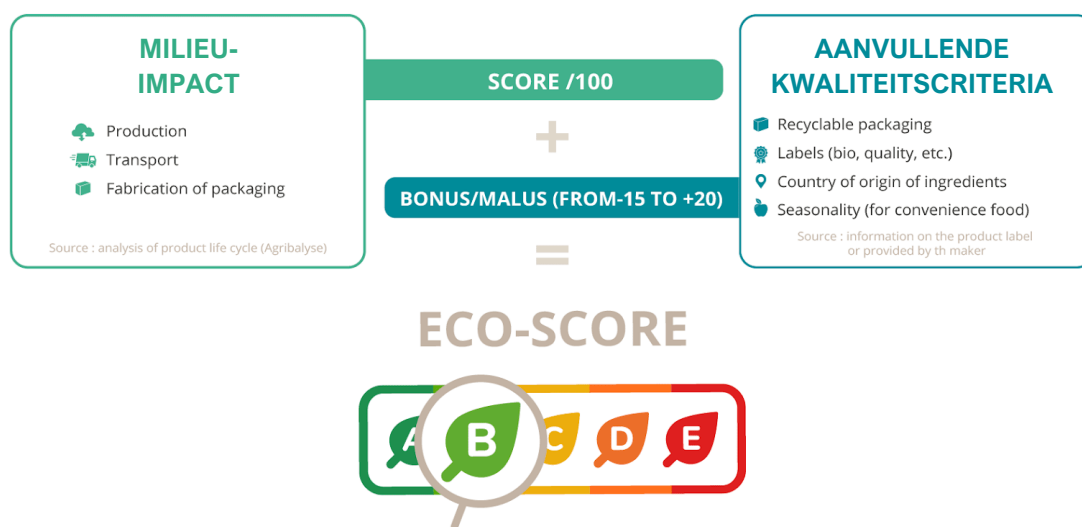 MILIEU-
IMPACT
Production
Transport
Fabrication of packaging
Source : analysis of product life cycle (Agribalyse)
SCORE /100
+
BONUS/MALUS (FROM-15 TO +20)
=
AANVULLENDE
KWALITEITSCRITERIA
Recyclable packaging
Labels (bio, quality, etc.)
Country of origin of ingredients
Seasonality (for convenience food)
Source : information on the product label
or provided by th maker
ECO-SCORE
A B C D E